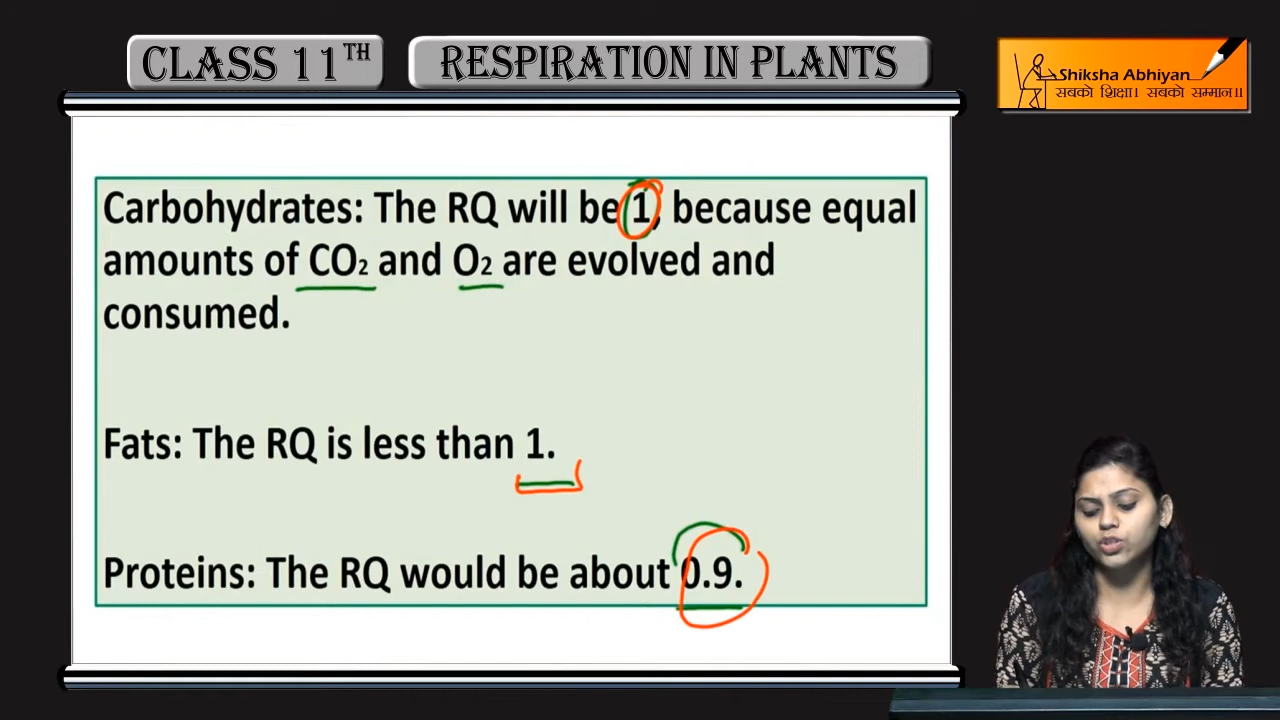 CLASS 11TH
RESPIRATION IN PLANTS
Shiksha Abhiyan
सबको शिक्षा। सबको सम्मान॥
Carbohydrates: The RQ will be 1, because equal
amounts of CO₂ and O₂ are evolved and
consumed.
Fats: The RQ is less than 1.
Proteins: The RQ would be about 0.9.